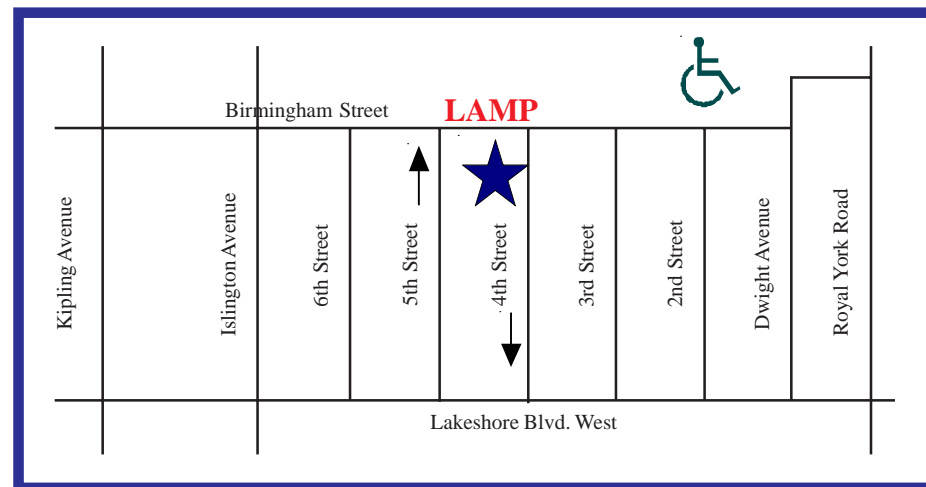 LAMP
Birmingham Street
Kipling Avenue
Islington Avenue
6th Street
5th Street
4th Street
3rd Street
2nd Street
Dwight Avenue
Royal York Road
Lakeshore Blvd. West